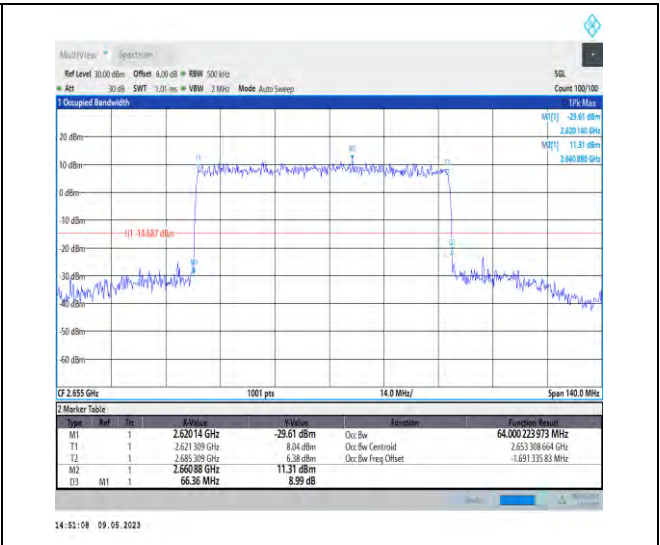 MultiView Spectrum
Ref Level 30.00 dBm Offset 8.09 dB RBW 500 kHz SGL
Att 30 dB SWT 1.01 ms VBW 2 MHz Mode Auto Sweep Count 100/100
1 Occupied Bandwidth 1Pk Max
M1[1] -29.61 dBm
2.620 140 GHz
M2[1] 11.31 dBm
2.660 880 GHz
20 dBm
10 dBm
0 dBm
-10 dBm
H1 -14.687 dBm
-20 dBm
-30 dBm
-40 dBm
-50 dBm
-60 dBm
T1
M2
T2
M1
D3
CF 2.655 GHz 1001 pts 14.0 MHz/ Span 140.0 MHz
2 Marker Table
Type Ref Trc X-Value Y-Value Function Function Result
M1 1 2.62014 GHz -29.61 dBm Occ Bw 64.000 223 973 MHz
T1 1 2.621 309 GHz 8.04 dBm Occ Bw Centroid 2.653 308 664 GHz
T2 1 2.685 309 GHz 6.38 dBm Occ Bw Freq Offset -1.691 335 83 MHz
M2 1 2.660 88 GHz 11.31 dBm
D3 M1 1 66.36 MHz 8.99 dB
14:51:08 09.05.2023